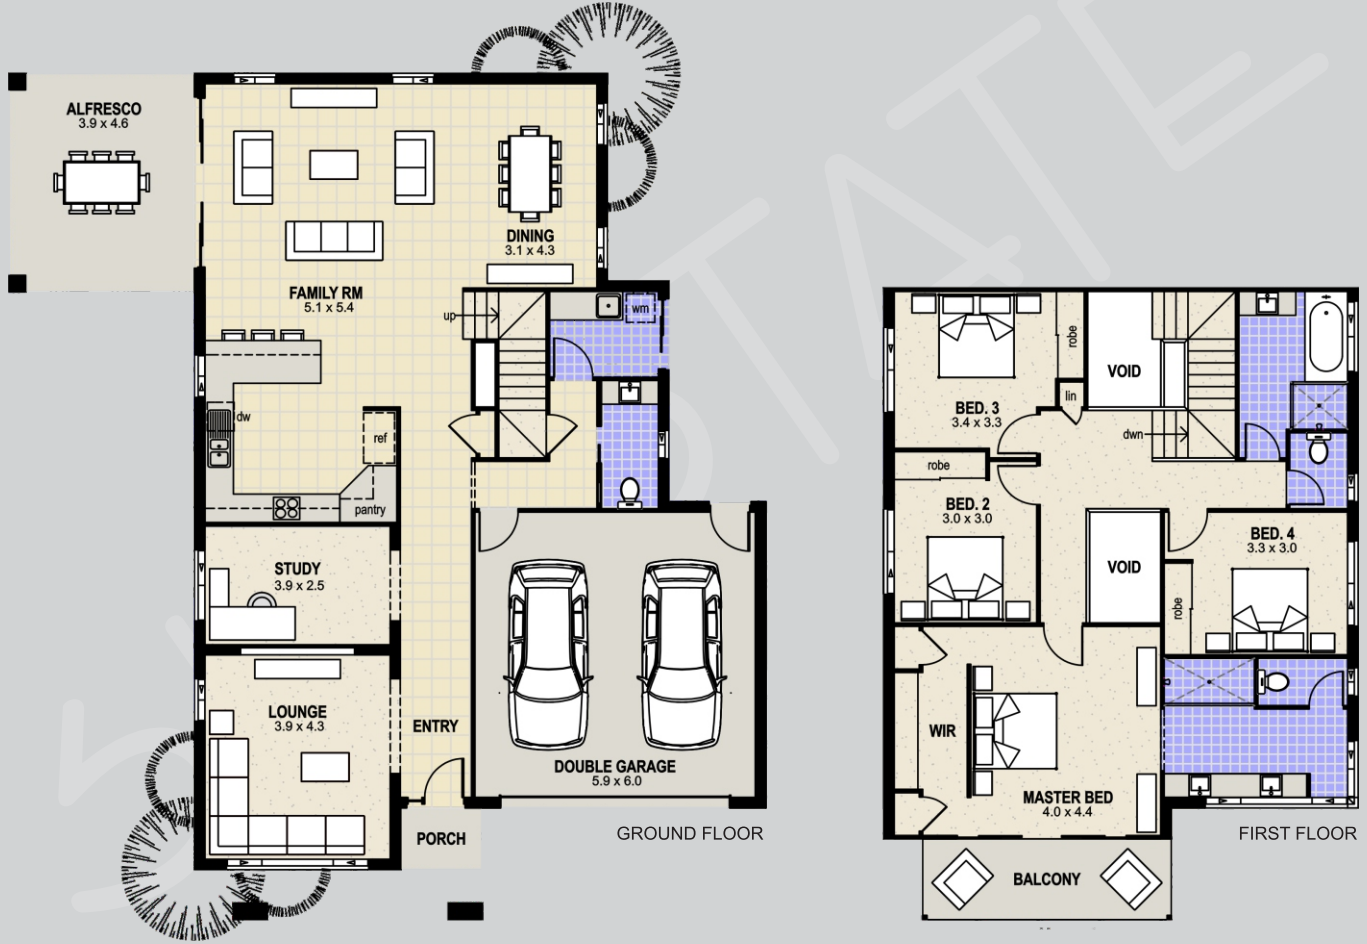 ALFRESCO
3.9 x 4.6
DINING
3.1 x 4.3
FAMILY RM
5.1 x 5.4
up
wm
dw
ref
pantry
STUDY
3.9 x 2.5
LOUNGE
3.9 x 4.3
ENTRY
DOUBLE GARAGE
5.9 x 6.0
PORCH
GROUND FLOOR
robe
VOID
lin
BED. 3
3.4 x 3.3
dwn
robe
BED. 2
3.0 x 3.0
BED. 4
3.3 x 3.0
VOID
robe
WIR
MASTER BED
4.0 x 4.4
FIRST FLOOR
BALCONY